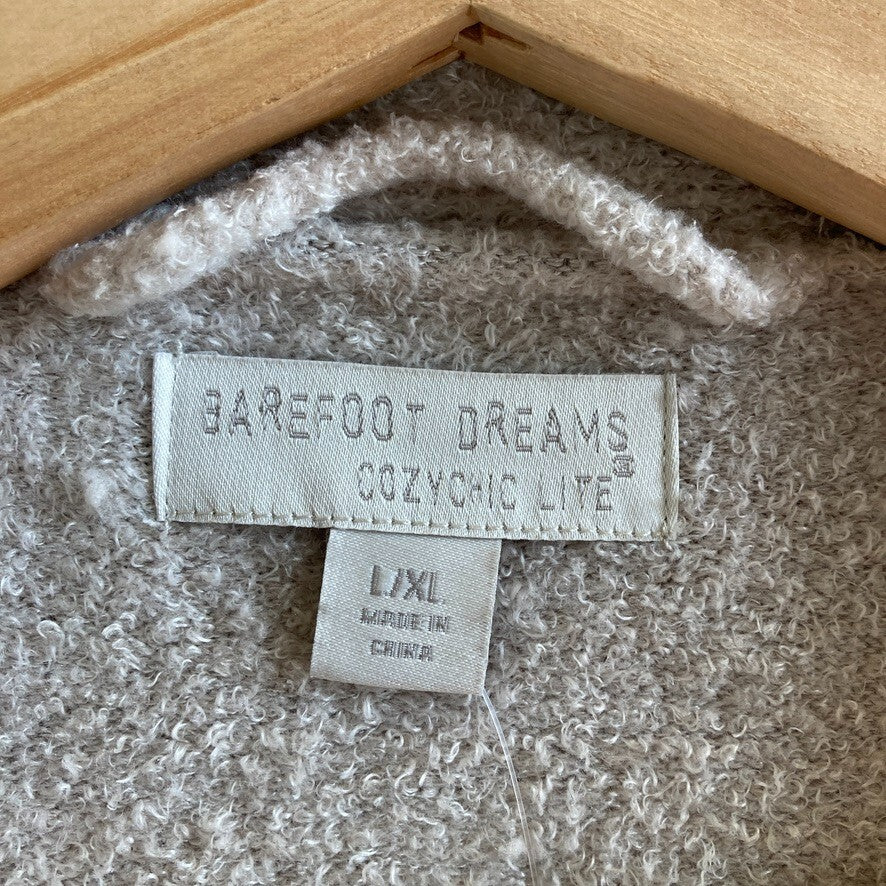 BAREFOOT DREAMS®
COZYCHIC LITE
L/XL
MADE IN
CHINA